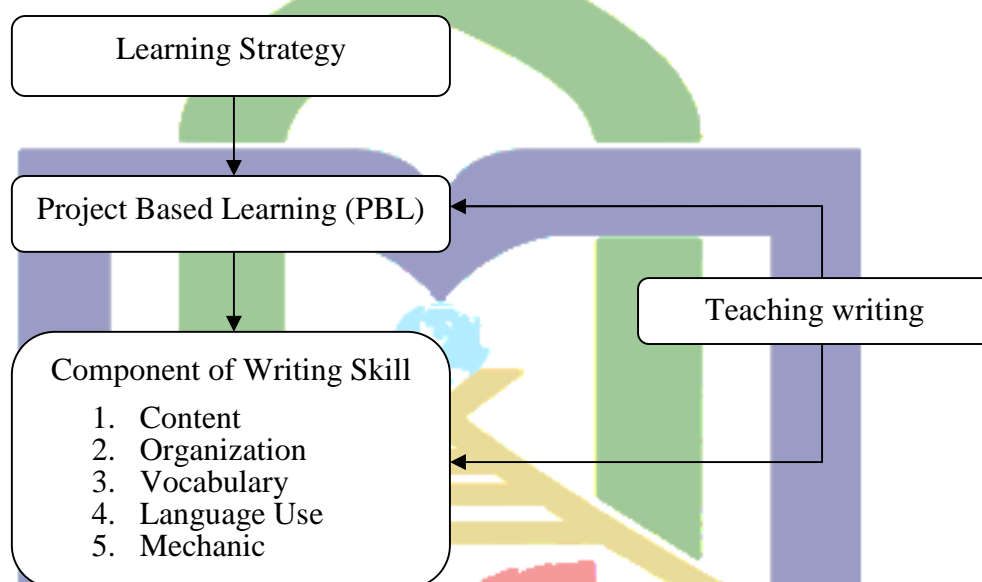 Learning Strategy
Project Based Learning (PBL)
Teaching writing
Component of Writing Skill
1. Content
2. Organization
3. Vocabulary
4. Language Use
5. Mechanic